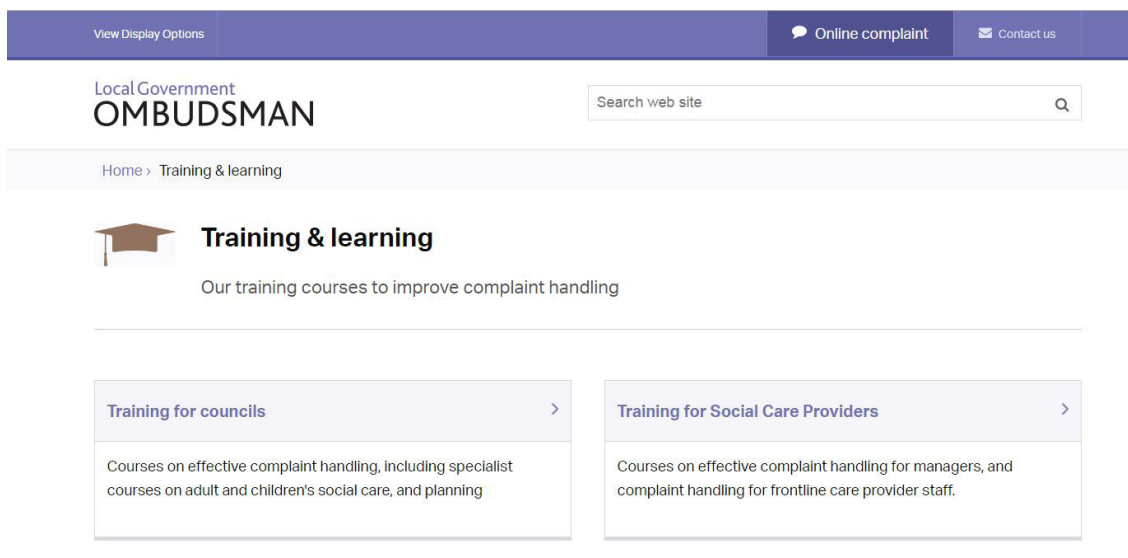 View Display Options
Online complaint
Contact us
Local Government
OMBUDSMAN
Search web site
Home › Training & learning
Training & learning
Our training courses to improve complaint handling
Training for councils
Courses on effective complaint handling, including specialist
courses on adult and children's social care, and planning
Training for Social Care Providers
Courses on effective complaint handling for managers, and
complaint handling for frontline care provider staff.